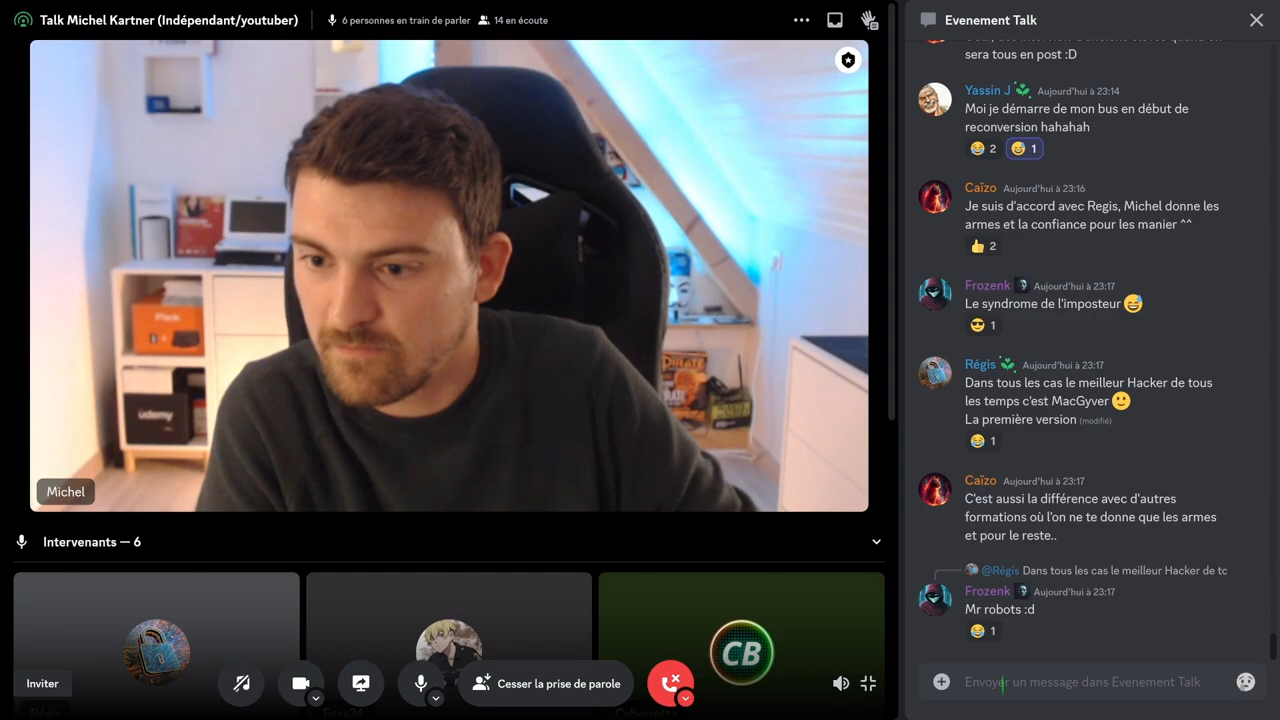 Talk Michel Kartner (Indépendant/youtuber)
6 personnes en train de parler
14 en écoute
Pack
udemy
PIRATE
Michel
Intervenants — 6
CB
Inviter
Cesser la prise de parole
Evenement Talk
sera tous en post :D
Yassin J Aujourd'hui à 23:14
Moi je démarre de mon bus en début de
reconversion hahahah
2 1
Caïzo Aujourd'hui à 23:16
Je suis d'accord avec Regis, Michel donne les
armes et la confiance pour les manier ^^
2
Frozenk Aujourd'hui à 23:17
Le syndrome de l'imposteur
1
Régis Aujourd'hui à 23:17
Dans tous les cas le meilleur Hacker de tous
les temps c'est MacGyver
La première version (modifié)
1
Caïzo Aujourd'hui à 23:17
C'est aussi la différence avec d'autres
formations où l'on ne te donne que les armes
et pour le reste..
@Régis Dans tous les cas le meilleur Hacker de to
Frozenk Aujourd'hui à 23:17
Mr robots :d
1
Envoyer un message dans Evenement Talk